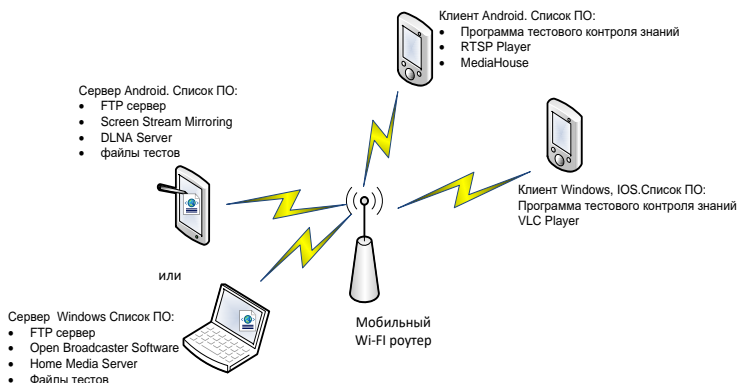 Клиент Android. Список ПО:
• Программа тестового контроля знаний
• RTSP Player
• MediaHouse
Сервер Android. Список ПО:
• FTP сервер
• Screen Stream Mirroring
• DLNA Server
• файлы тестов
Клиент Windows, IOS.Список ПО:
Программа тестового контроля знаний
VLC Player
или
Сервер Windows Список ПО:
• FTP сервер
• Open Broadcaster Software
• Home Media Server
• Файлы тестов
Мобильный
Wi-FI роутер